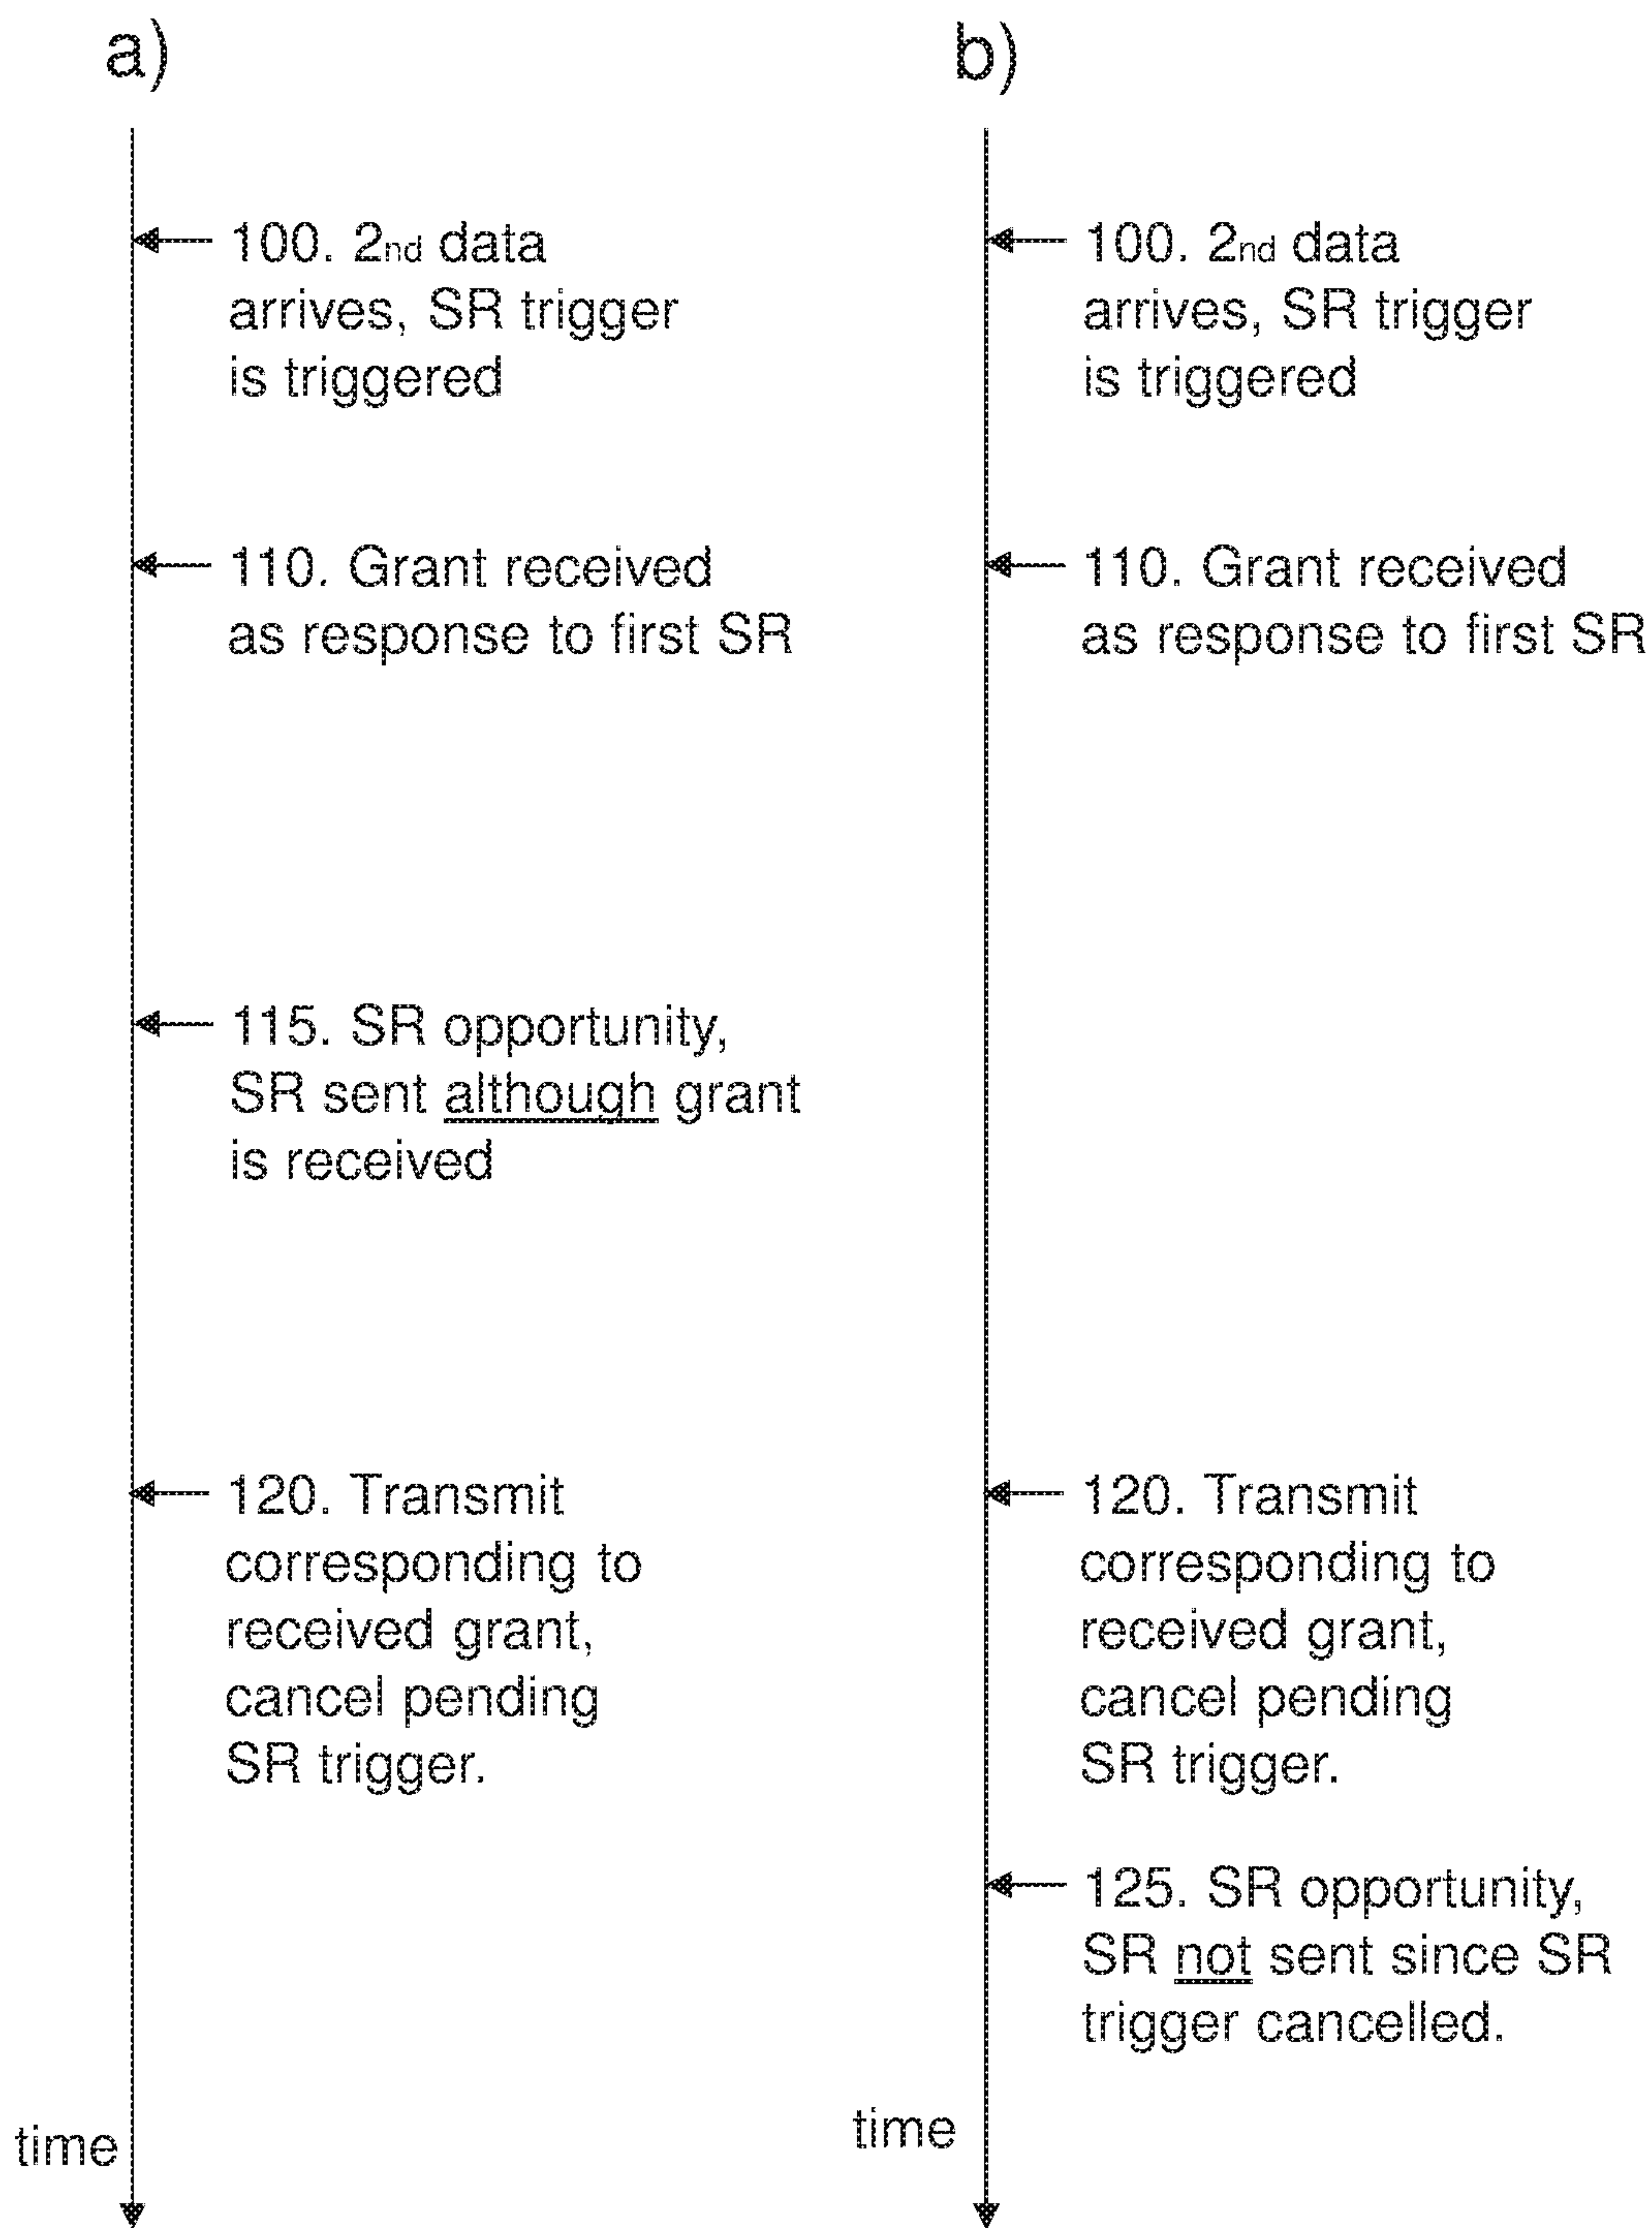 a)
100. 2nd data
arrives, SR trigger
is triggered
110. Grant received
as response to first SR
115. SR opportunity,
SR sent although grant
is received
120. Transmit
corresponding to
received grant,
cancel pending
SR trigger.
time
b)
100. 2nd data
arrives, SR trigger
is triggered
110. Grant received
as response to first SR
120. Transmit
corresponding to
received grant,
cancel pending
SR trigger.
125. SR opportunity,
SR not sent since SR
trigger cancelled.
time